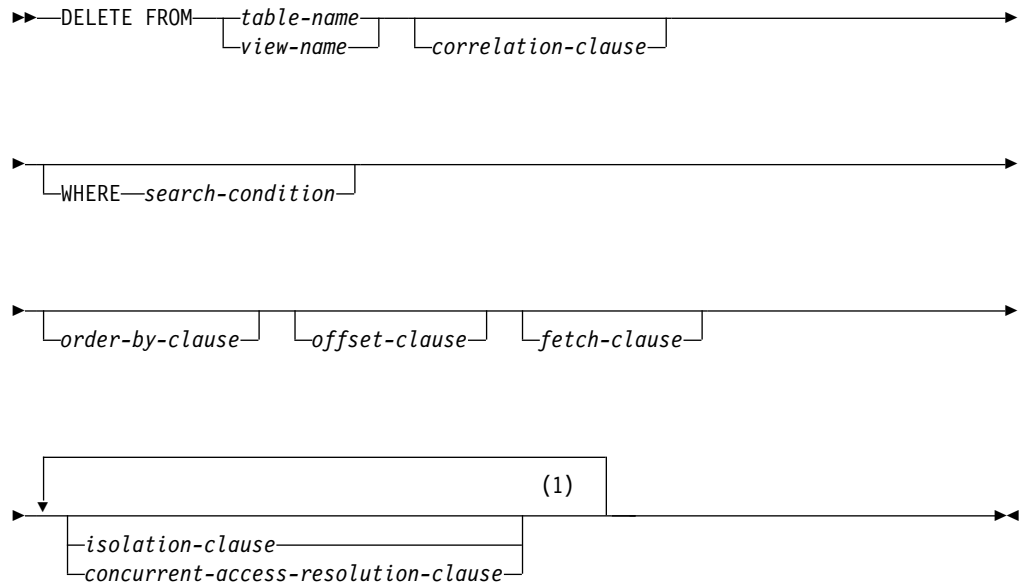 DELETE FROM table-name
view-name correlation-clause
WHERE search-condition
order-by-clause offset-clause fetch-clause
(1)
isolation-clause
concurrent-access-resolution-clause